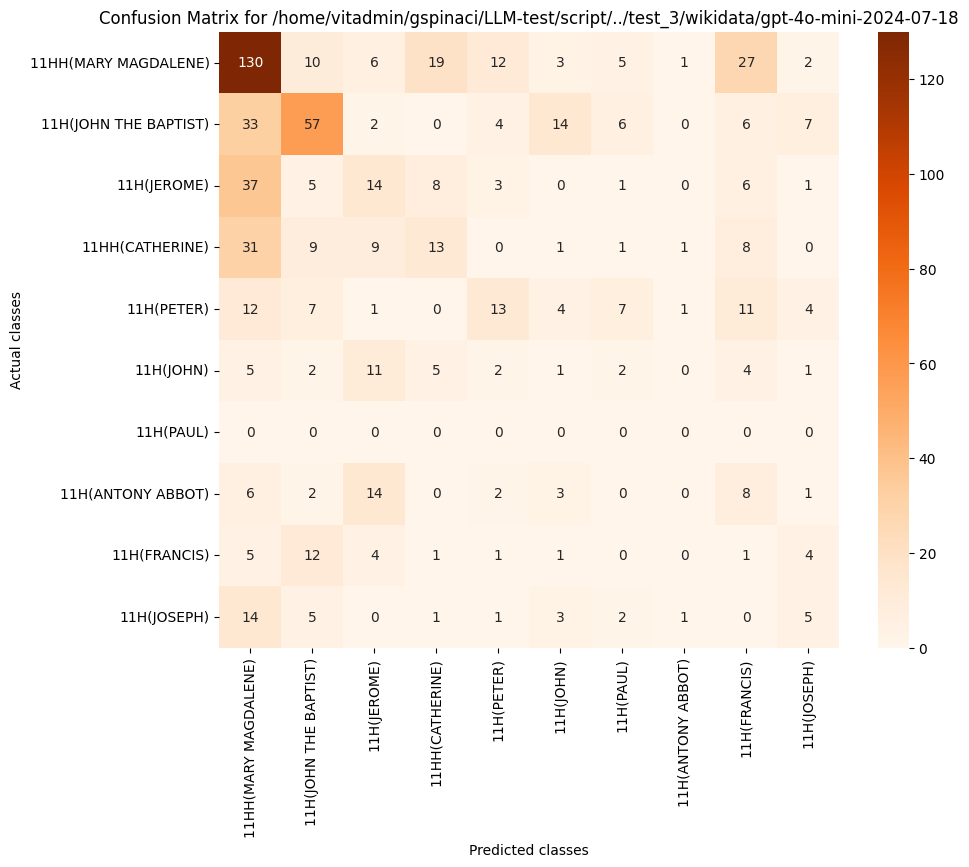 Confusion Matrix for /home/vitadmin/gspinaci/LLM-test/script/../test_3/wikidata/gpt-4o-mini-2024-07-18
Actual classes
11HH(MARY MAGDALENE) 130 10 6 19 12 3 5 1 27 2
11H(JOHN THE BAPTIST) 33 57 2 0 4 14 6 0 6 7
11H(JEROME) 37 5 14 8 3 0 1 0 6 1
11HH(CATHERINE) 31 9 9 13 0 1 1 1 8 0
11H(PETER) 12 7 1 0 13 4 7 1 11 4
11H(JOHN) 5 2 11 5 2 1 2 0 4 1
11H(PAUL) 0 0 0 0 0 0 0 0 0 0
11H(ANTONY ABBOT) 6 2 14 0 2 3 0 0 8 1
11H(FRANCIS) 5 12 4 1 1 1 0 0 1 4
11H(JOSEPH) 14 5 0 1 1 3 2 1 0 5
11HH(MARY MAGDALENE)
11H(JOHN THE BAPTIST)
11H(JEROME)
11HH(CATHERINE)
11H(PETER)
11H(JOHN)
11H(PAUL)
11H(ANTONY ABBOT)
11H(FRANCIS)
11H(JOSEPH)
Predicted classes
120
100
80
60
40
20
0